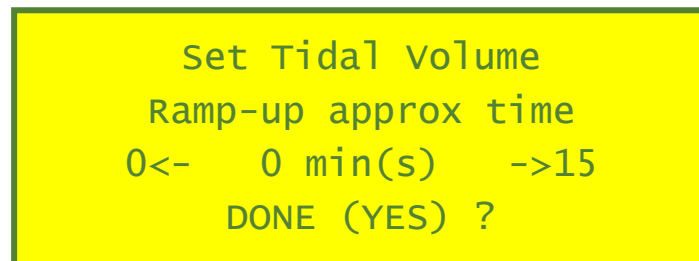 Set Tidal Volume
Ramp-up approx time
0<-   0 min(s)   ->15
DONE (YES) ?